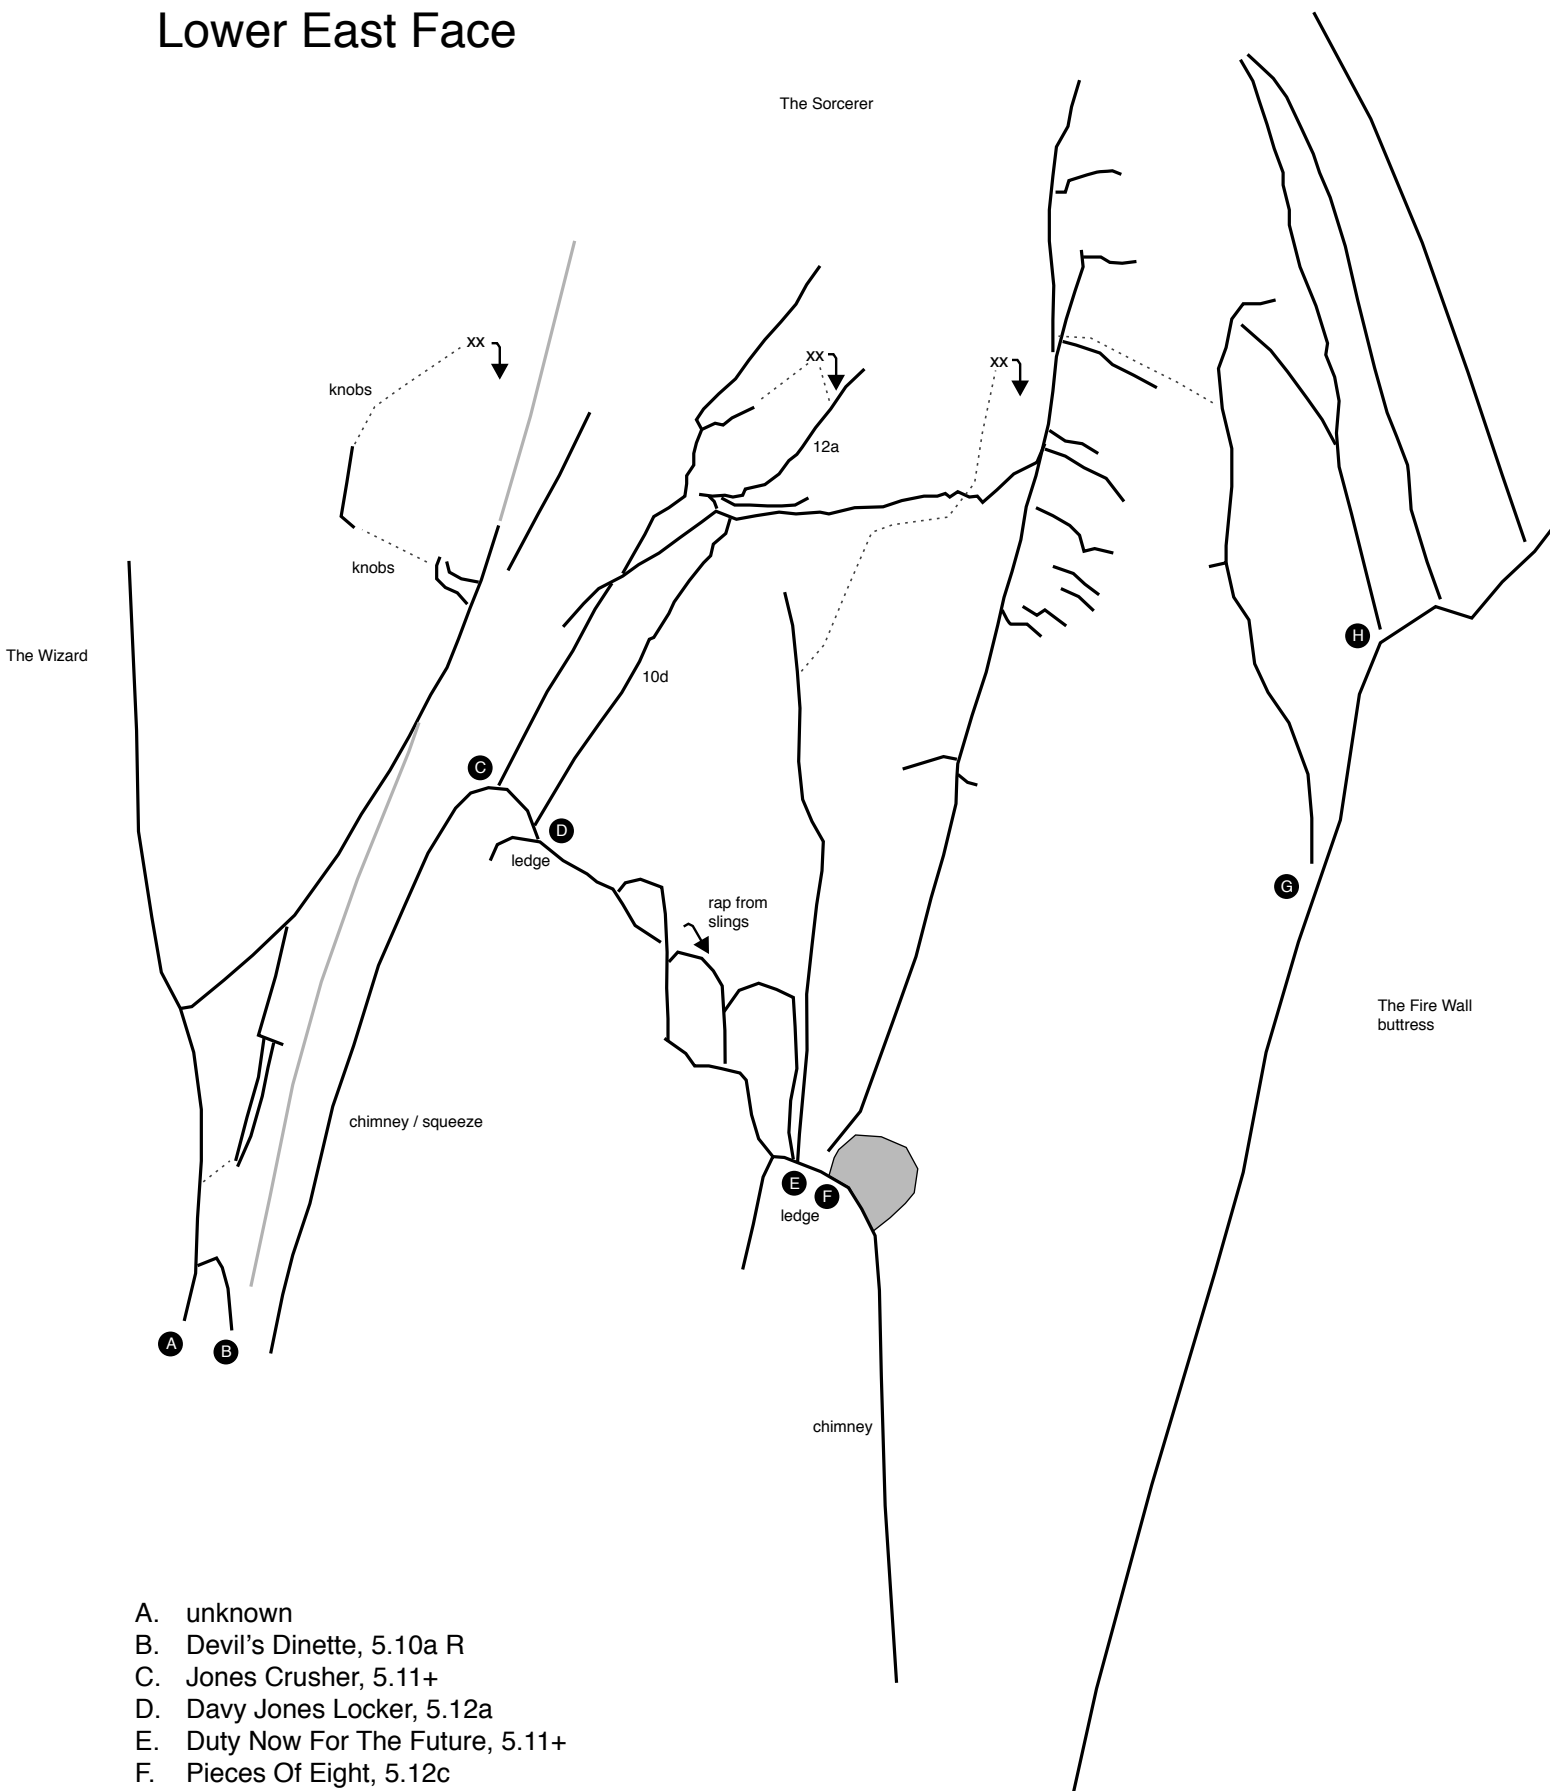 Lower East Face
The Sorcerer
xx
xx
xx
knobs
12a
knobs
H
The Wizard
10d
C
D
ledge
G
rap from
slings
The Fire Wall
buttress
chimney / squeeze
E
F
ledge
A
B
chimney
A. unknown
B. Devil’s Dinette, 5.10a R
C. Jones Crusher, 5.11+
D. Davy Jones Locker, 5.12a
E. Duty Now For The Future, 5.11+
F. Pieces Of Eight, 5.12c